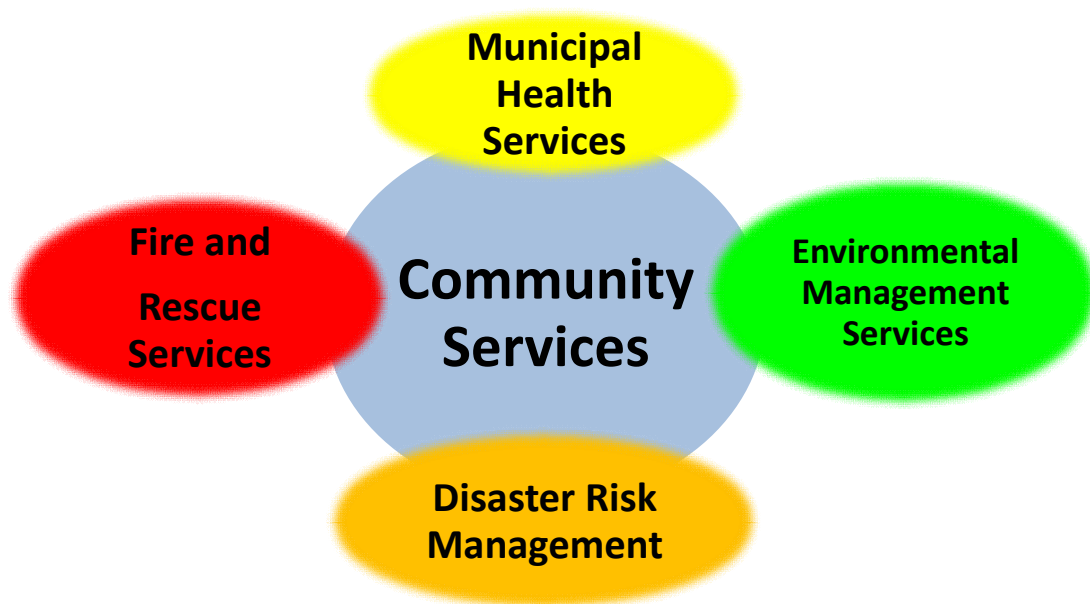 Municipal
Health
Services
Fire and
Rescue
Services
Community
Services
Environmental
Management
Services
Disaster Risk
Management